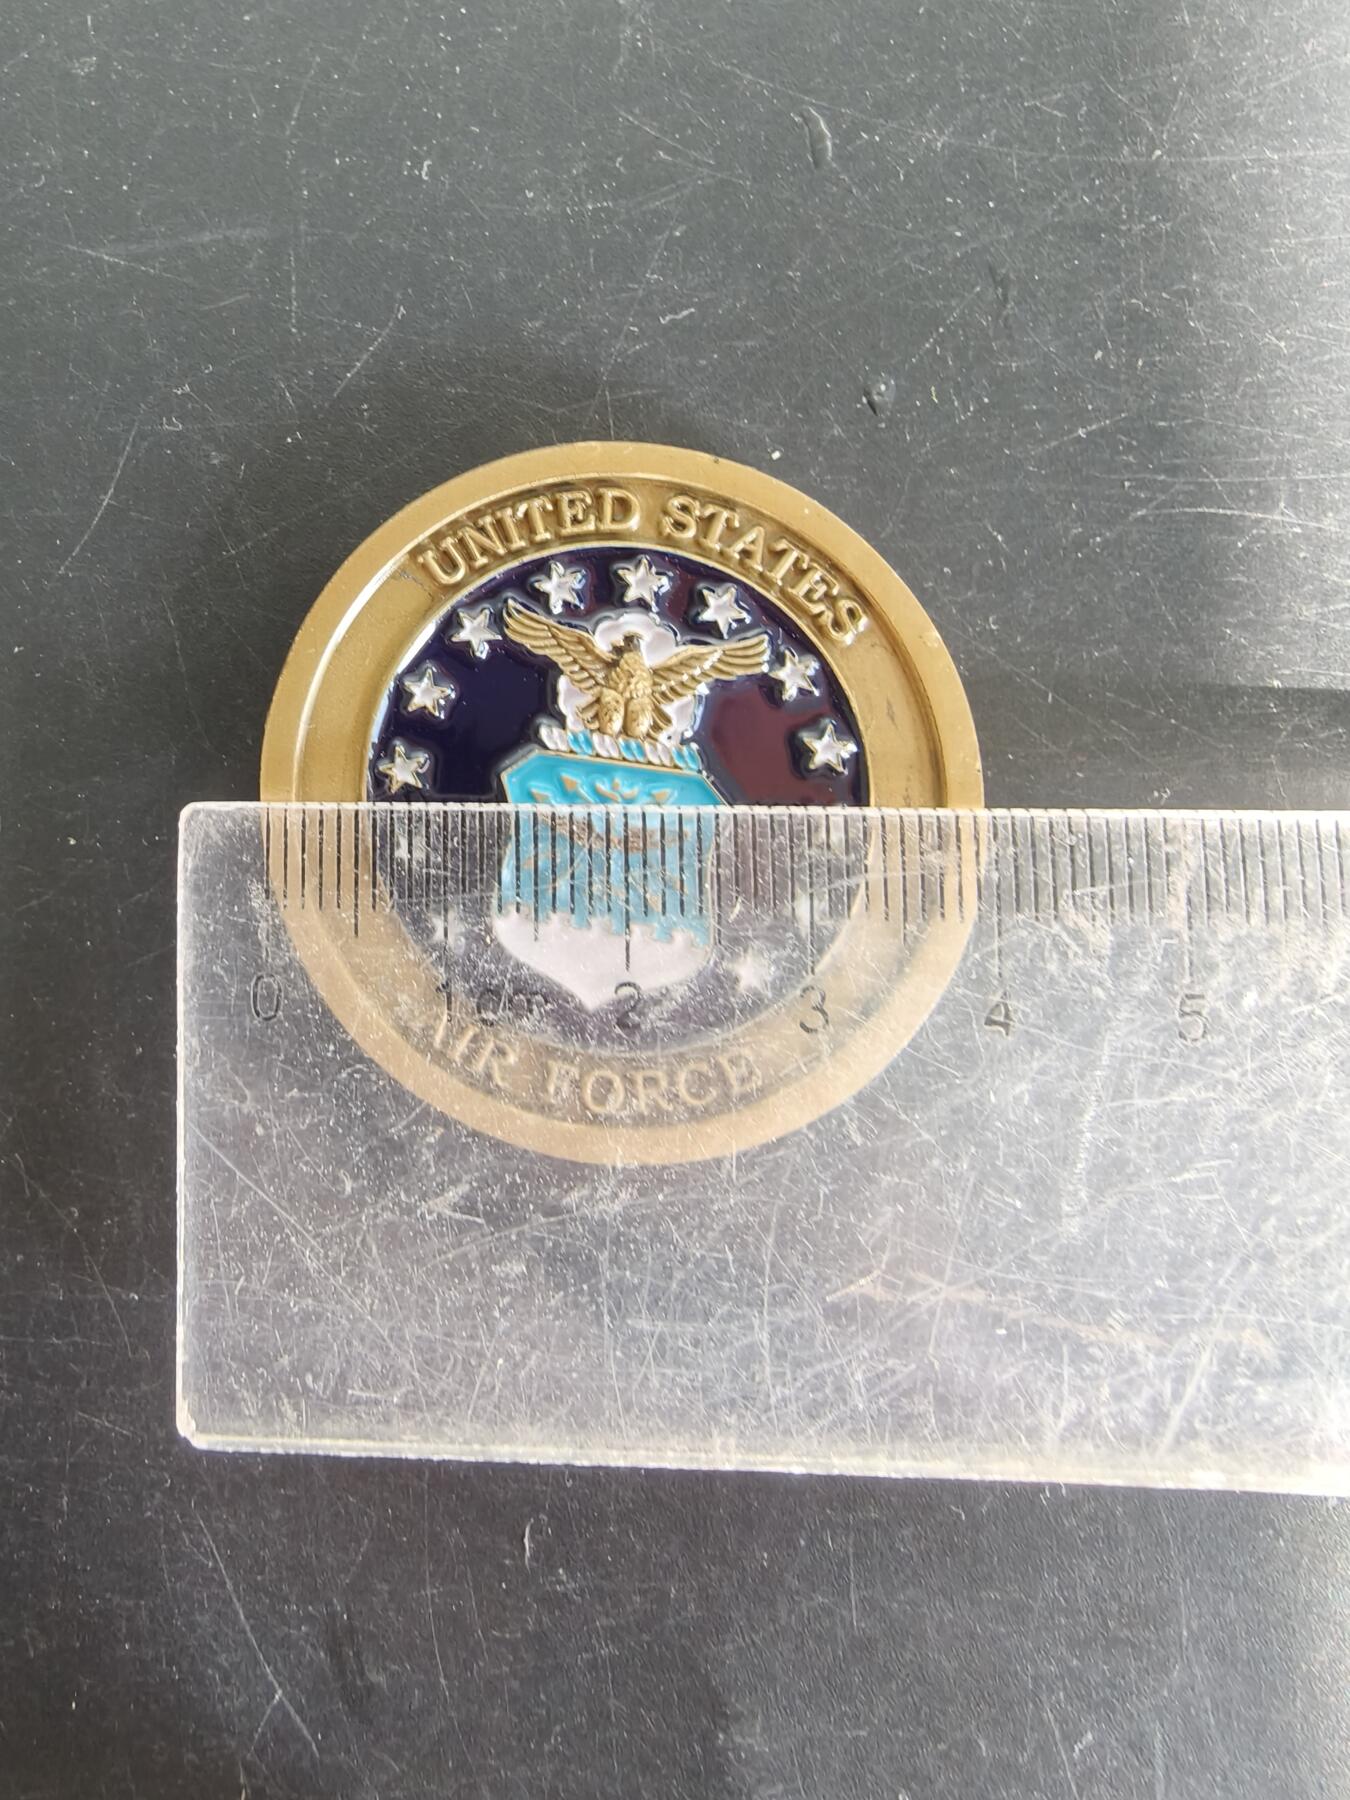 UNITED STATES
0 1cm 2 3 4 5
AIR FORCE